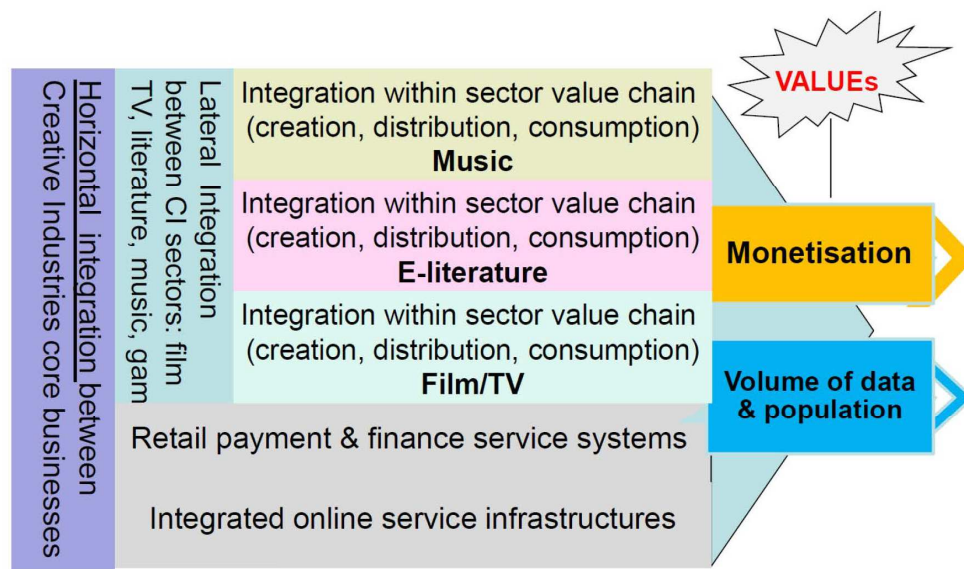 Horizontal integration between
Creative Industries core businesses
Lateral Integration
between CI sectors: film
TV, literature, music, gam
Integration within sector value chain
(creation, distribution, consumption)
Music
Integration within sector value chain
(creation, distribution, consumption)
E-literature
Integration within sector value chain
(creation, distribution, consumption)
Film/TV
Retail payment & finance service systems
Integrated online service infrastructures
VALUEs
Monetisation
Volume of data
& population